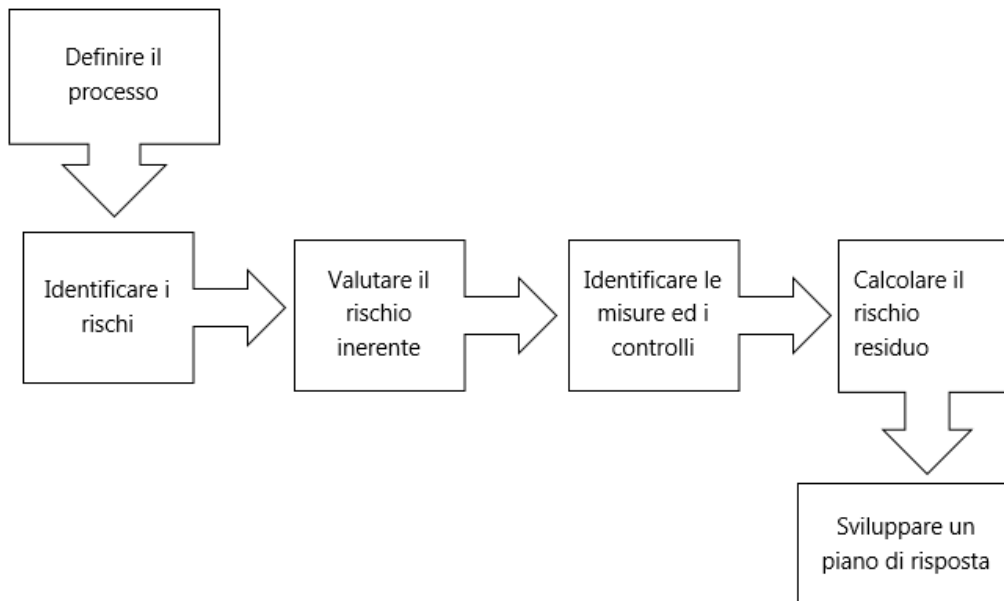 Definire il
processo
Identificare i
rischi
Valutare il
rischio
inerente
Identificare le
misure ed i
controlli
Calcolare il
rischio
residuo
Sviluppare un
piano di risposta